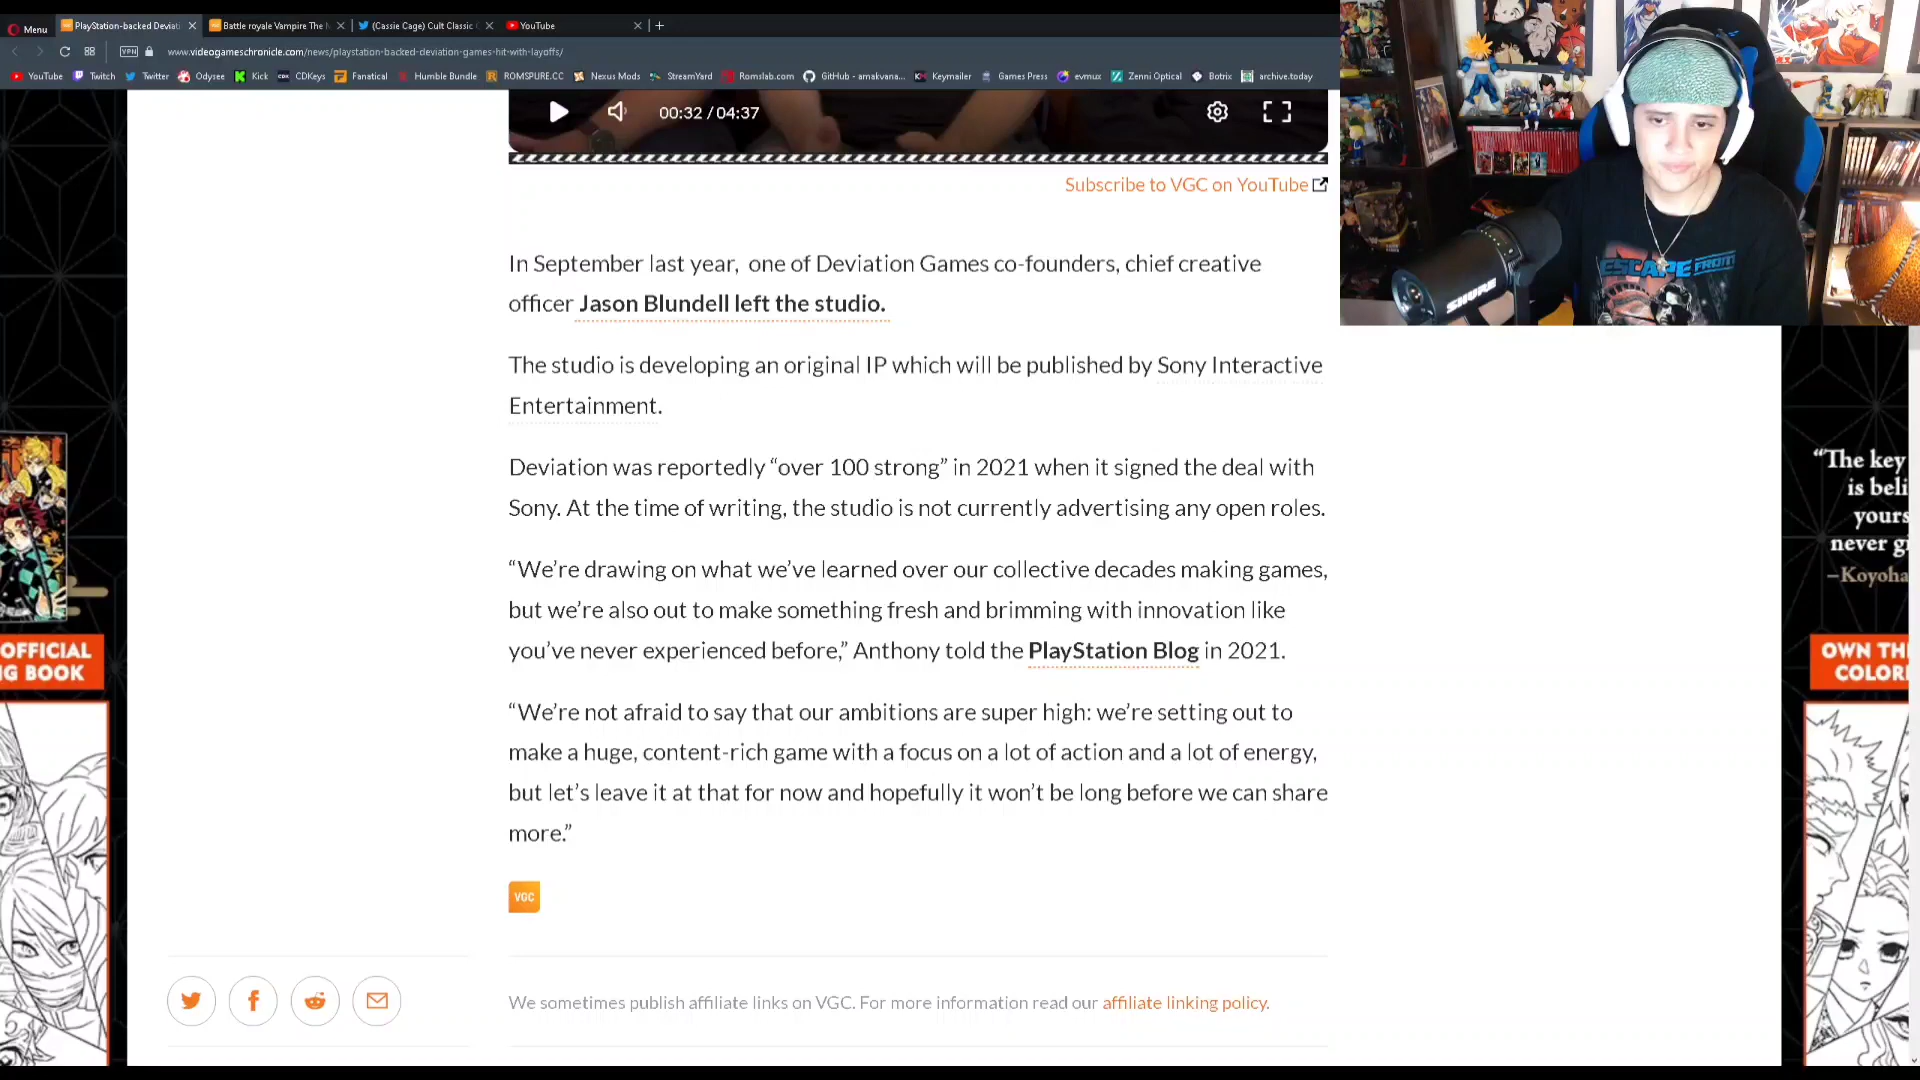 Menu
PlayStation-backed Deviati
Battle royale Vampire The
(Cassie Cage) Cult Classic
YouTube
VPN
www.videogameschronicle.com/news/playstation-backed-deviation-games-hit-with-layoffs/
YouTube
Twitch
Twitter
Odysee
Kick
CDKeys
Fanatical
Humble Bundle
ROMSPURE.CC
Nexus Mods
StreamYard
Romslab.com
GitHub - amakvana...
Keymailer
Games Press
evmux
Zenni Optical
Botrix
archive.today
00:32 / 04:37
Subscribe to VGC on YouTube
In September last year, one of Deviation Games co-founders, chief creative
officer Jason Blundell left the studio.
The studio is developing an original IP which will be published by Sony Interactive
Entertainment.
Deviation was reportedly “over 100 strong” in 2021 when it signed the deal with
Sony. At the time of writing, the studio is not currently advertising any open roles.
“We’re drawing on what we’ve learned over our collective decades making games,
but we’re also out to make something fresh and brimming with innovation like
you’ve never experienced before,” Anthony told the PlayStation Blog in 2021.
“We’re not afraid to say that our ambitions are super high: we’re setting out to
make a huge, content-rich game with a focus on a lot of action and a lot of energy,
but let’s leave it at that for now and hopefully it won’t be long before we can share
more.”
VGC
We sometimes publish affiliate links on VGC. For more information read our affiliate linking policy.
OFFICIAL
G BOOK
“The key
is beli
yours
never g
–Koyoha
OWN TH
COLOR
SHURE
ESCAPE FROM